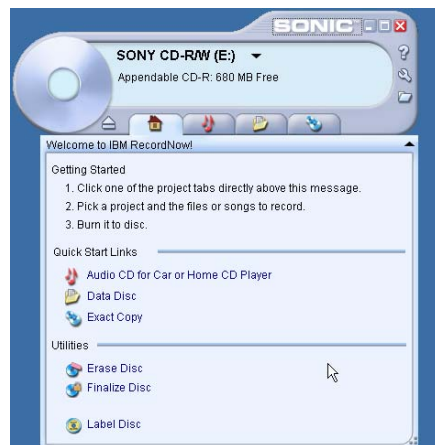 SONIC
SONY CD-R/W (E:)
Appendable CD-R: 680 MB Free
Welcome to IBM RecordNow!
Getting Started
1. Click one of the project tabs directly above this message.
2. Pick a project and the files or songs to record.
3. Burn it to disc.
Quick Start Links
Audio CD for Car or Home CD Player
Data Disc
Exact Copy
Utilities
Erase Disc
Finalize Disc
Label Disc